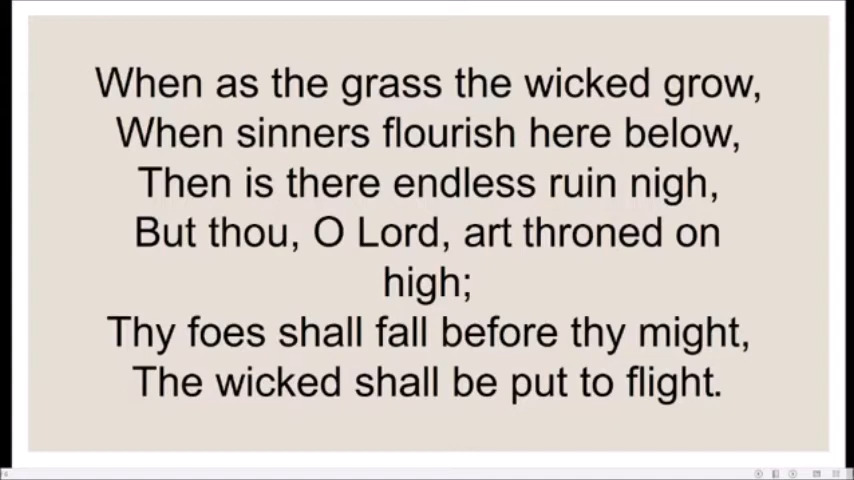 When as the grass the wicked grow,
When sinners flourish here below,
Then is there endless ruin nigh,
But thou, O Lord, art throned on
high;
Thy foes shall fall before thy might,
The wicked shall be put to flight.